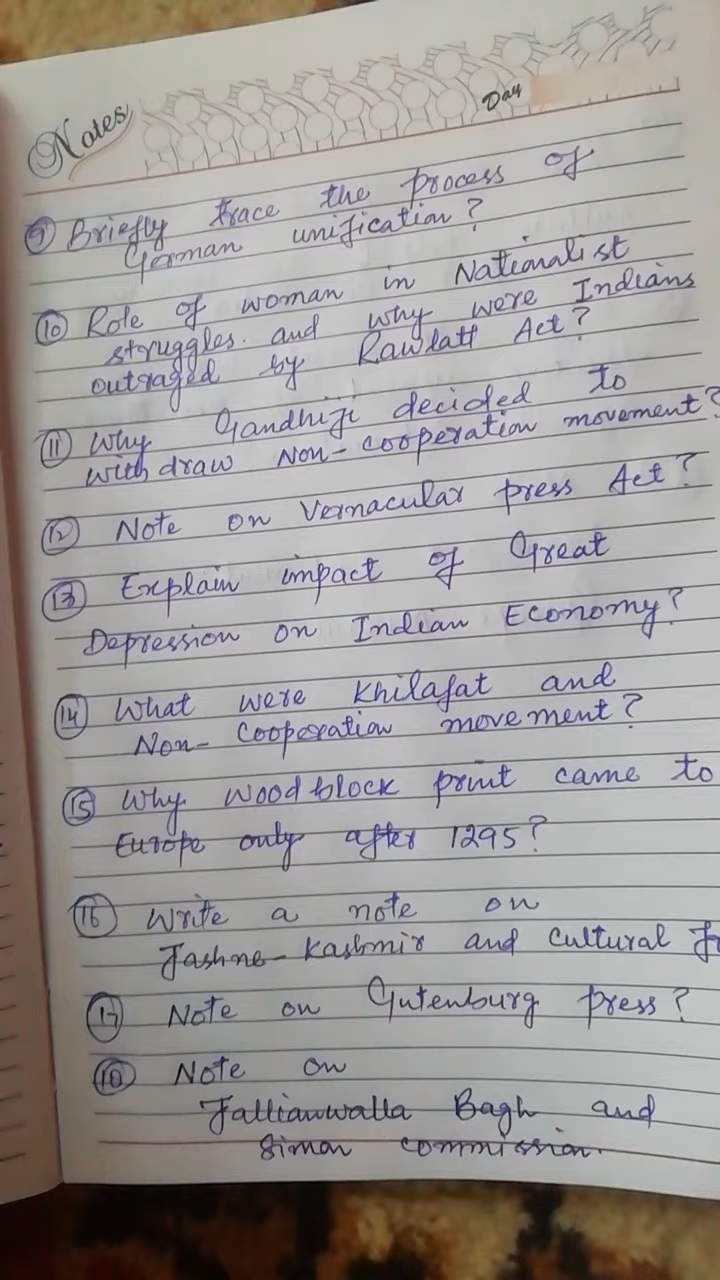 Notes
Day
9 Briefly trace the process of
German unification?
10 Role of woman in Nationalist
struggles. and why were Indians
outraged by Rawlatt Act?
11 Why Gandhiji decided to
withdraw Non-cooperation movement?
12 Note on Vernacular press Act?
13 Explain impact of Great
Depression on Indian Economy?
14 What were Khilafat and
Non-Cooperation movement?
15 Why Woodblock print came to
Europe only after 1295?
16 Write a note on
Jashne-Kashmir and cultural
17 Note on Gutenburg press?
18 Note on
Jallianwalla Bagh and
Simon commission.